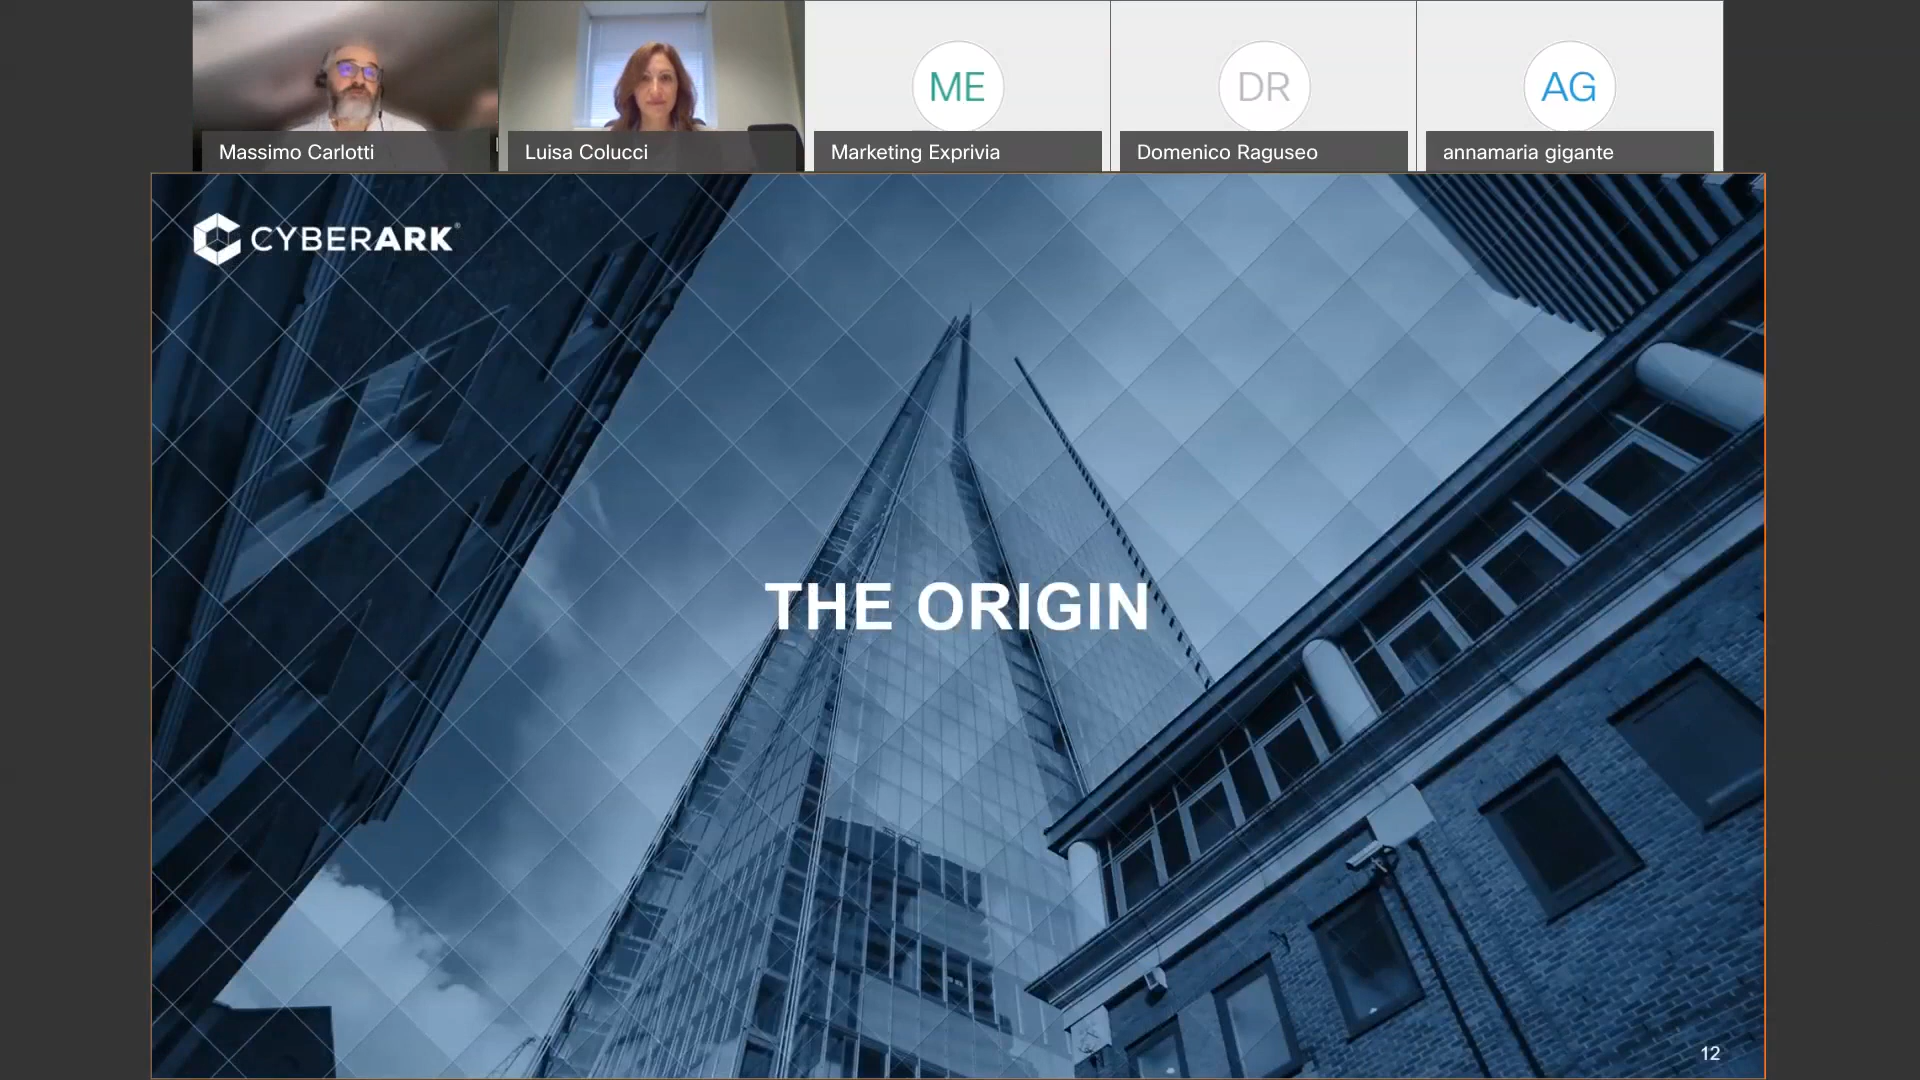 ME
DR
AG
Massimo Carlotti
Luisa Colucci
Marketing Exprivia
Domenico Raguseo
annamaria gigante
CYBERARK®
THE ORIGIN
12